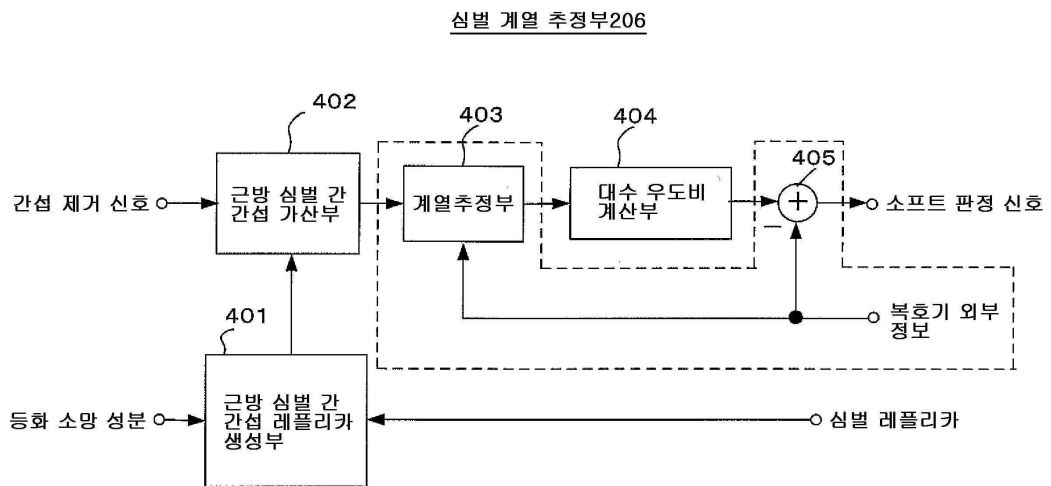 심벌 계열 추정부206
402
403
404
405
간섭 제거 신호
근방 심벌 간
간섭 가산부
계열추정부
대수 우도비
계산부
+
−
소프트 판정 신호
복호기 외부
정보
401
등화 소망 성분
근방 심벌 간
간섭 레플리카
생성부
심벌 레플리카